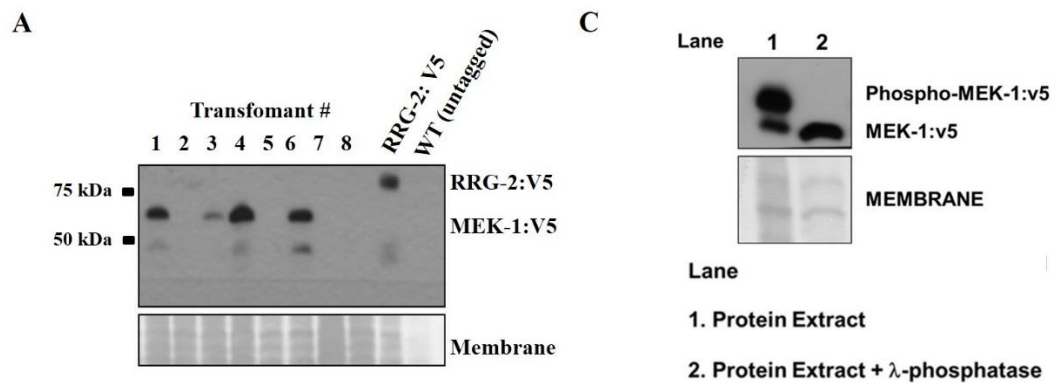 A
Transfomant #
1 2 3 4 5 6 7 8 RRG-2: V5 WT (untagged)
75 kDa
50 kDa
RRG-2:V5
MEK-1:V5
Membrane
C
Lane 1 2
Phospho-MEK-1:v5
MEK-1:v5
MEMBRANE
Lane
1. Protein Extract
2. Protein Extract + λ-phosphatase